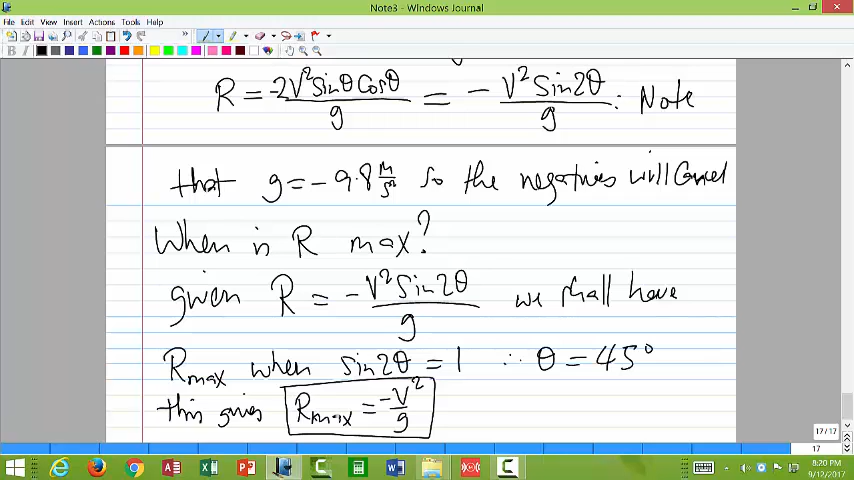 Note3 - Windows Journal
File Edit View Insert Actions Tools Help
B I
R = -2V²SinθCosθ/g = - V²Sin2θ/g : Note
that g = -9.8 m/s² so the negatives will Cancel
When is R max?
given R = -V²Sin2θ/g we shall have
Rmax when sin2θ = 1 ∴ θ = 45°
this gives Rmax = -V²/g
17/17
17
8:20 PM
9/12/2017